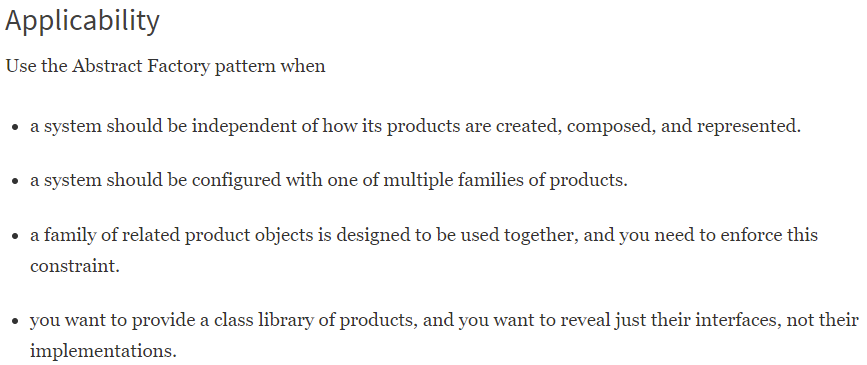 Applicability
Use the Abstract Factory pattern when
• a system should be independent of how its products are created, composed, and represented.
• a system should be configured with one of multiple families of products.
• a family of related product objects is designed to be used together, and you need to enforce this
constraint.
• you want to provide a class library of products, and you want to reveal just their interfaces, not their
implementations.